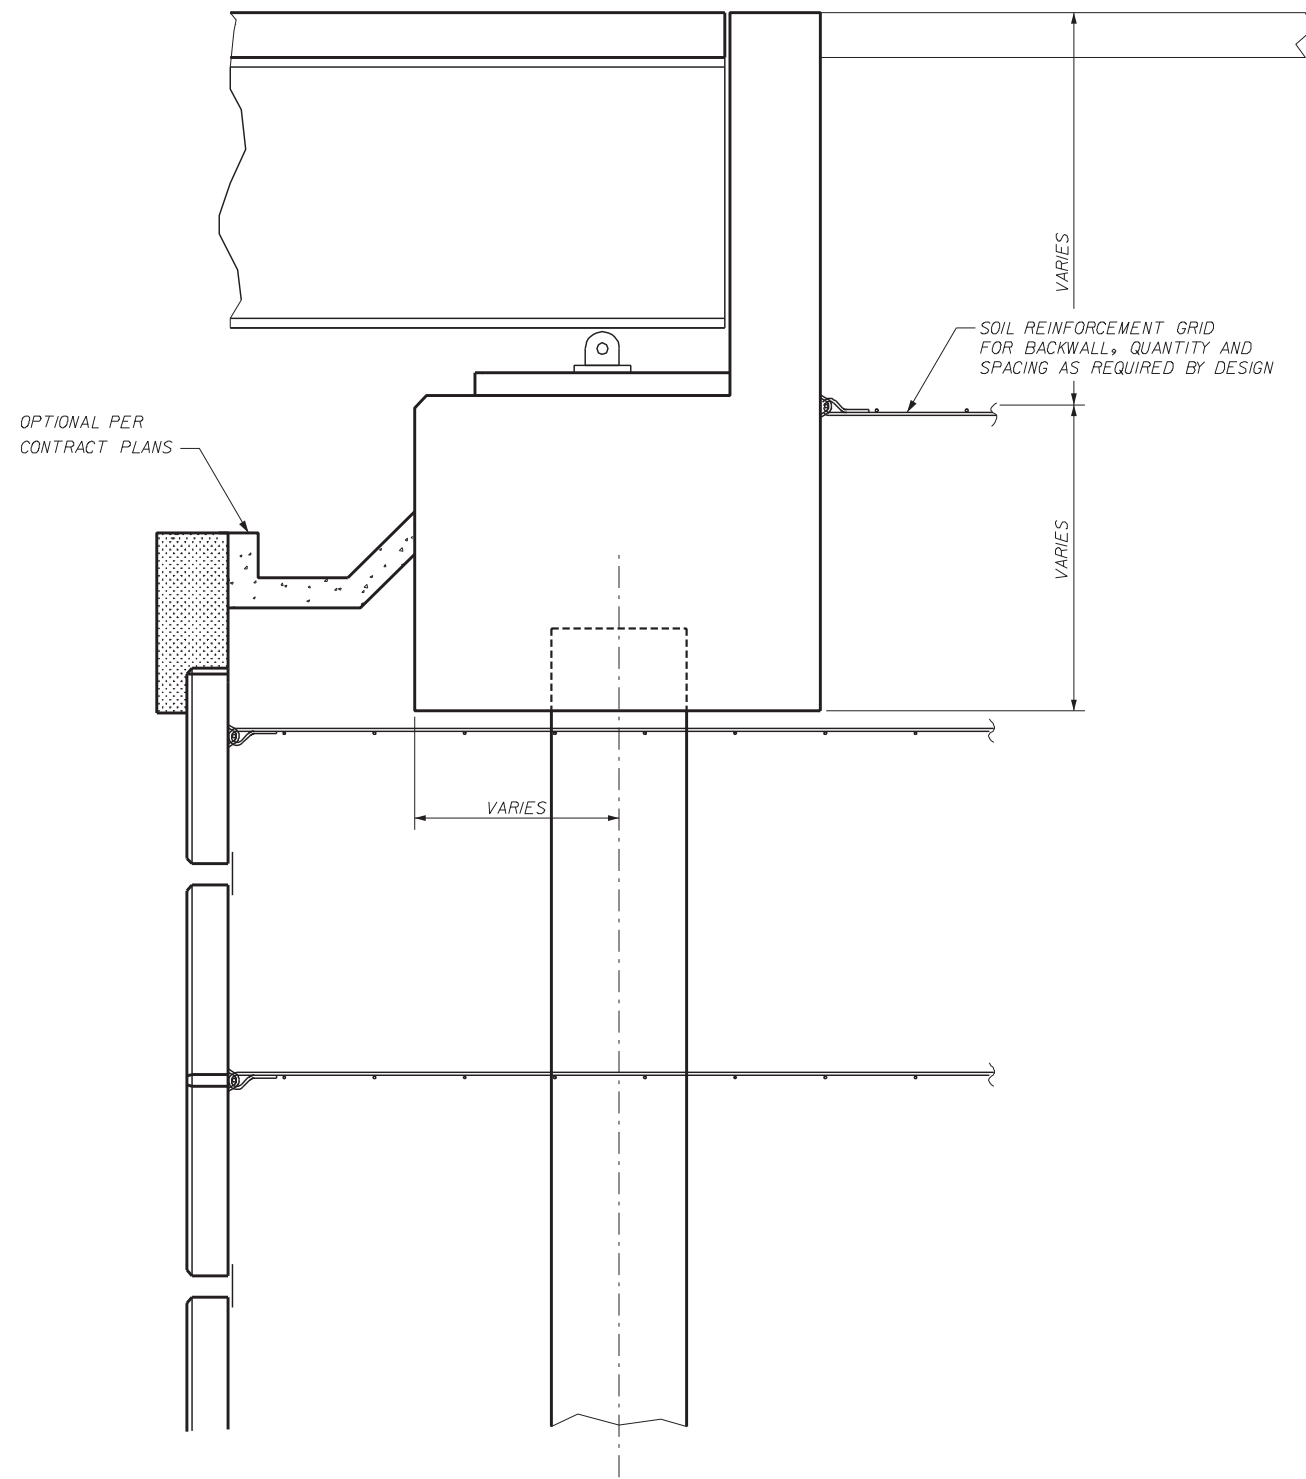 VARIES
SOIL REINFORCEMENT GRID
FOR BACKWALL, QUANTITY AND
SPACING AS REQUIRED BY DESIGN
OPTIONAL PER
CONTRACT PLANS
VARIES
VARIES